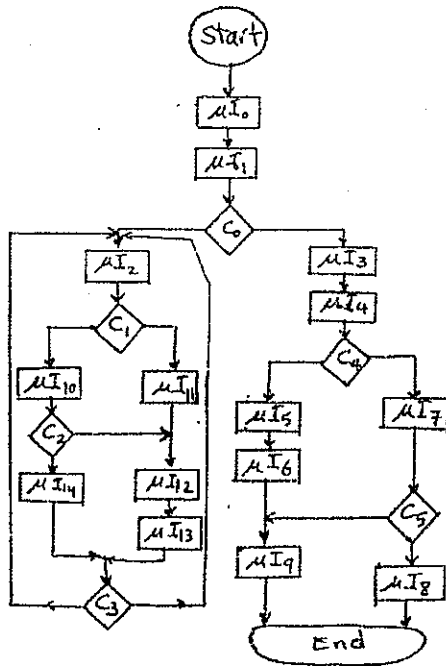 Start
μI₀
μI₁
C₀
μI₂
μI₃
C₁
μI₄
C₄
μI₁₀
μI₁₁
μI₅
μI₇
C₂
μI₆
μI₁₄
μI₁₂
C₅
μI₁₃
μI₉
μI₈
C₃
End